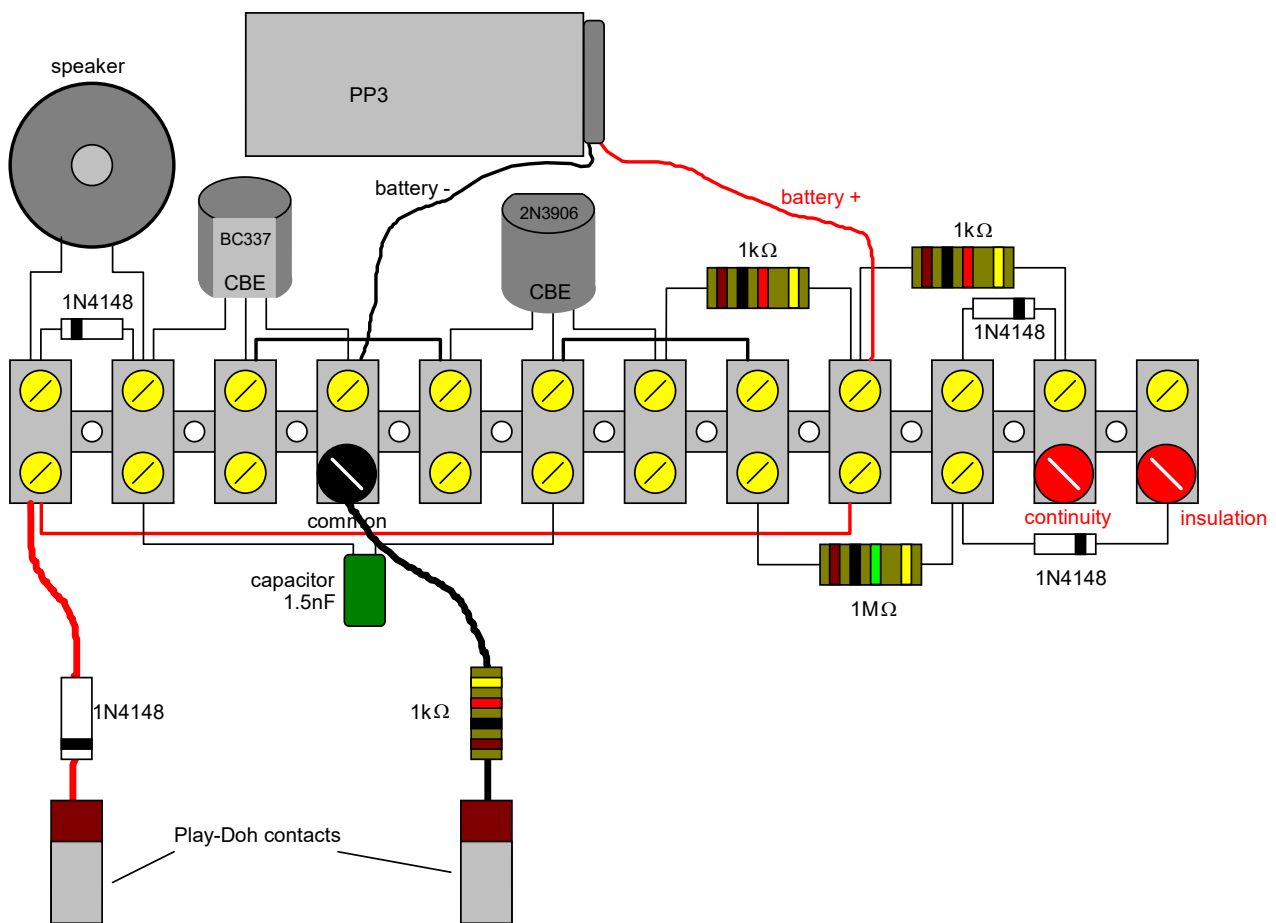 speaker
PP3
battery -
battery +
BC337
CBE
2N3906
CBE
1kΩ
1kΩ
1N4148
1N4148
common
continuity
insulation
capacitor
1.5nF
1MΩ
1N4148
1N4148
1kΩ
Play-Doh contacts